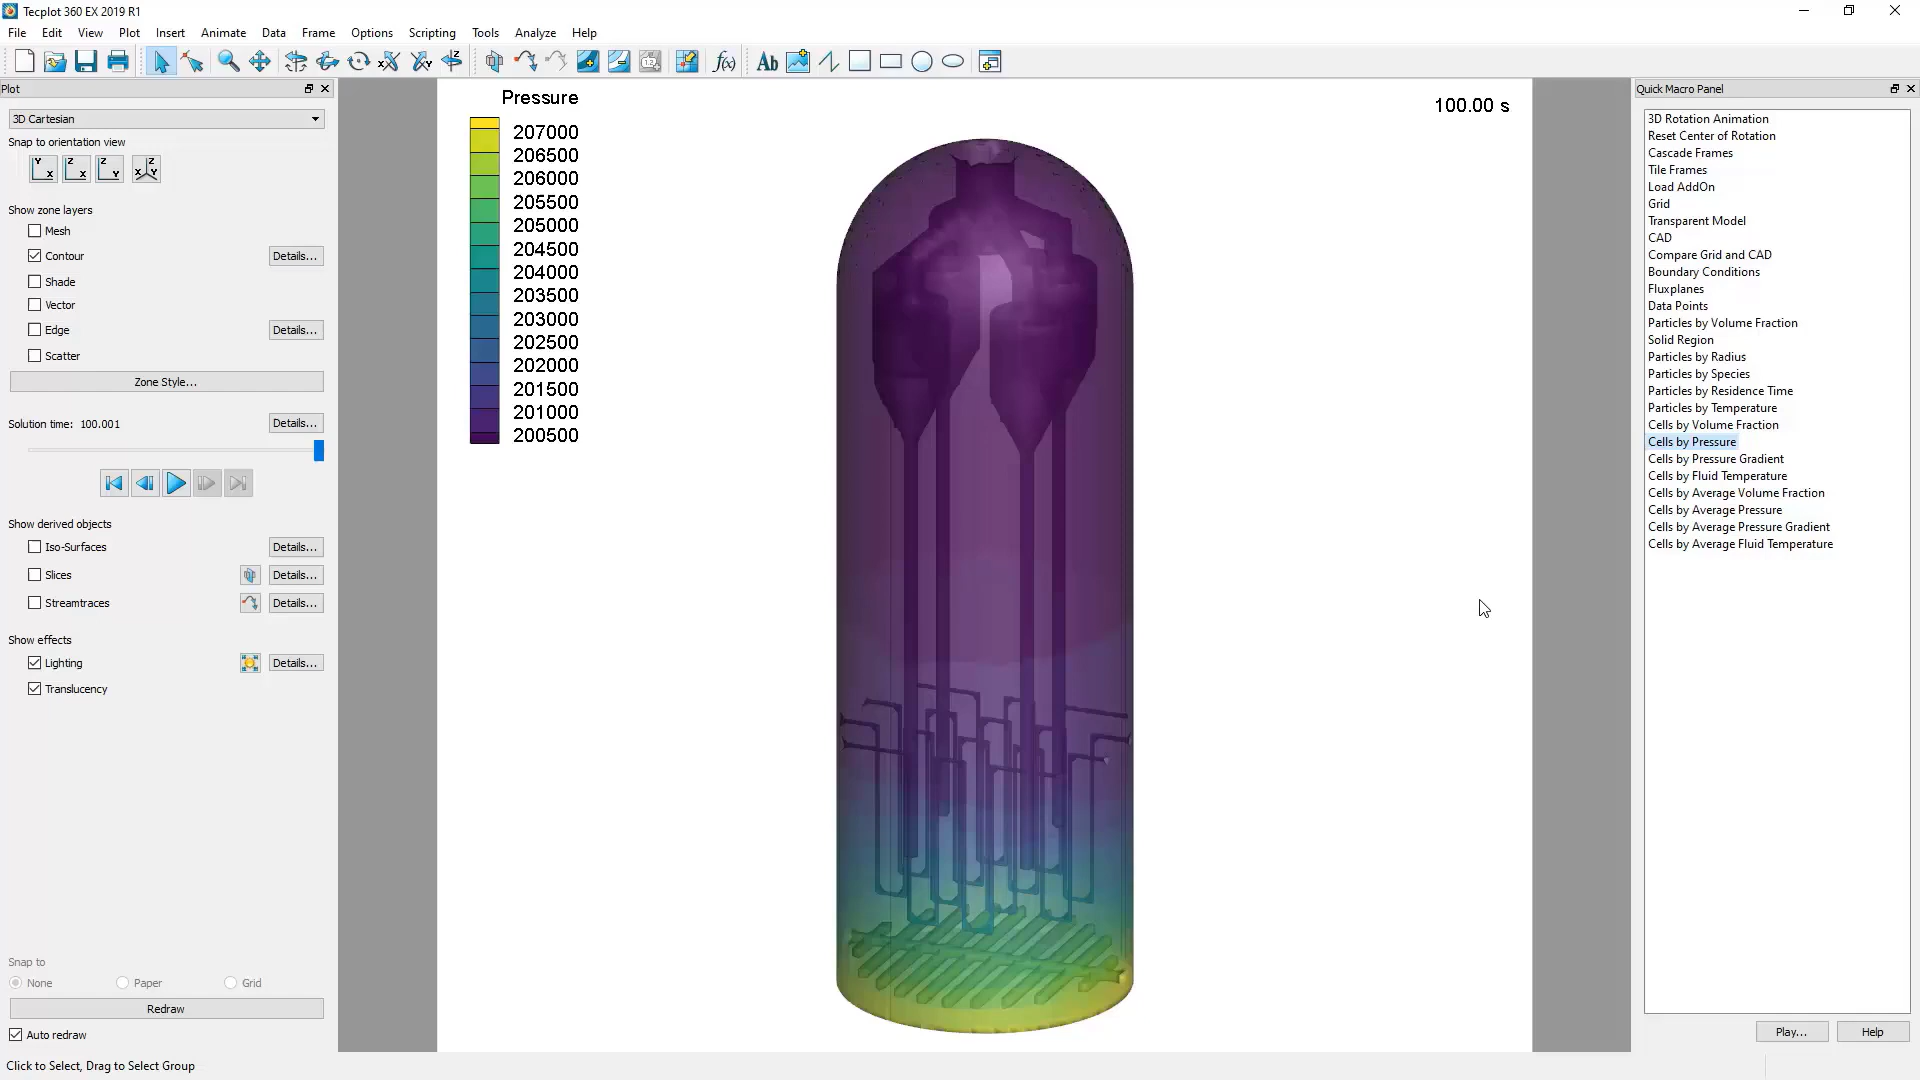 Tecplot 360 EX 2019 R1
File Edit View Plot Insert Animate Data Frame Options Scripting Tools Analyze Help
Plot
3D Cartesian
Snap to orientation view
Show zone layers
Mesh
Contour Details...
Shade
Vector
Edge Details...
Scatter
Zone Style...
Solution time: 100.001 Details...
Show derived objects
Iso-Surfaces Details...
Slices Details...
Streamtraces Details...
Show effects
Lighting Details...
Translucency
Snap to
None Paper Grid
Redraw
Auto redraw
Click to Select, Drag to Select Group
Pressure
207000
206500
206000
205500
205000
204500
204000
203500
203000
202500
202000
201500
201000
200500
100.00 s
Quick Macro Panel
3D Rotation Animation
Reset Center of Rotation
Cascade Frames
Tile Frames
Load AddOn
Grid
Transparent Model
CAD
Compare Grid and CAD
Boundary Conditions
Fluxplanes
Data Points
Particles by Volume Fraction
Solid Region
Particles by Radius
Particles by Species
Particles by Residence Time
Particles by Temperature
Cells by Volume Fraction
Cells by Pressure
Cells by Pressure Gradient
Cells by Fluid Temperature
Cells by Average Volume Fraction
Cells by Average Pressure
Cells by Average Pressure Gradient
Cells by Average Fluid Temperature
Play... Help